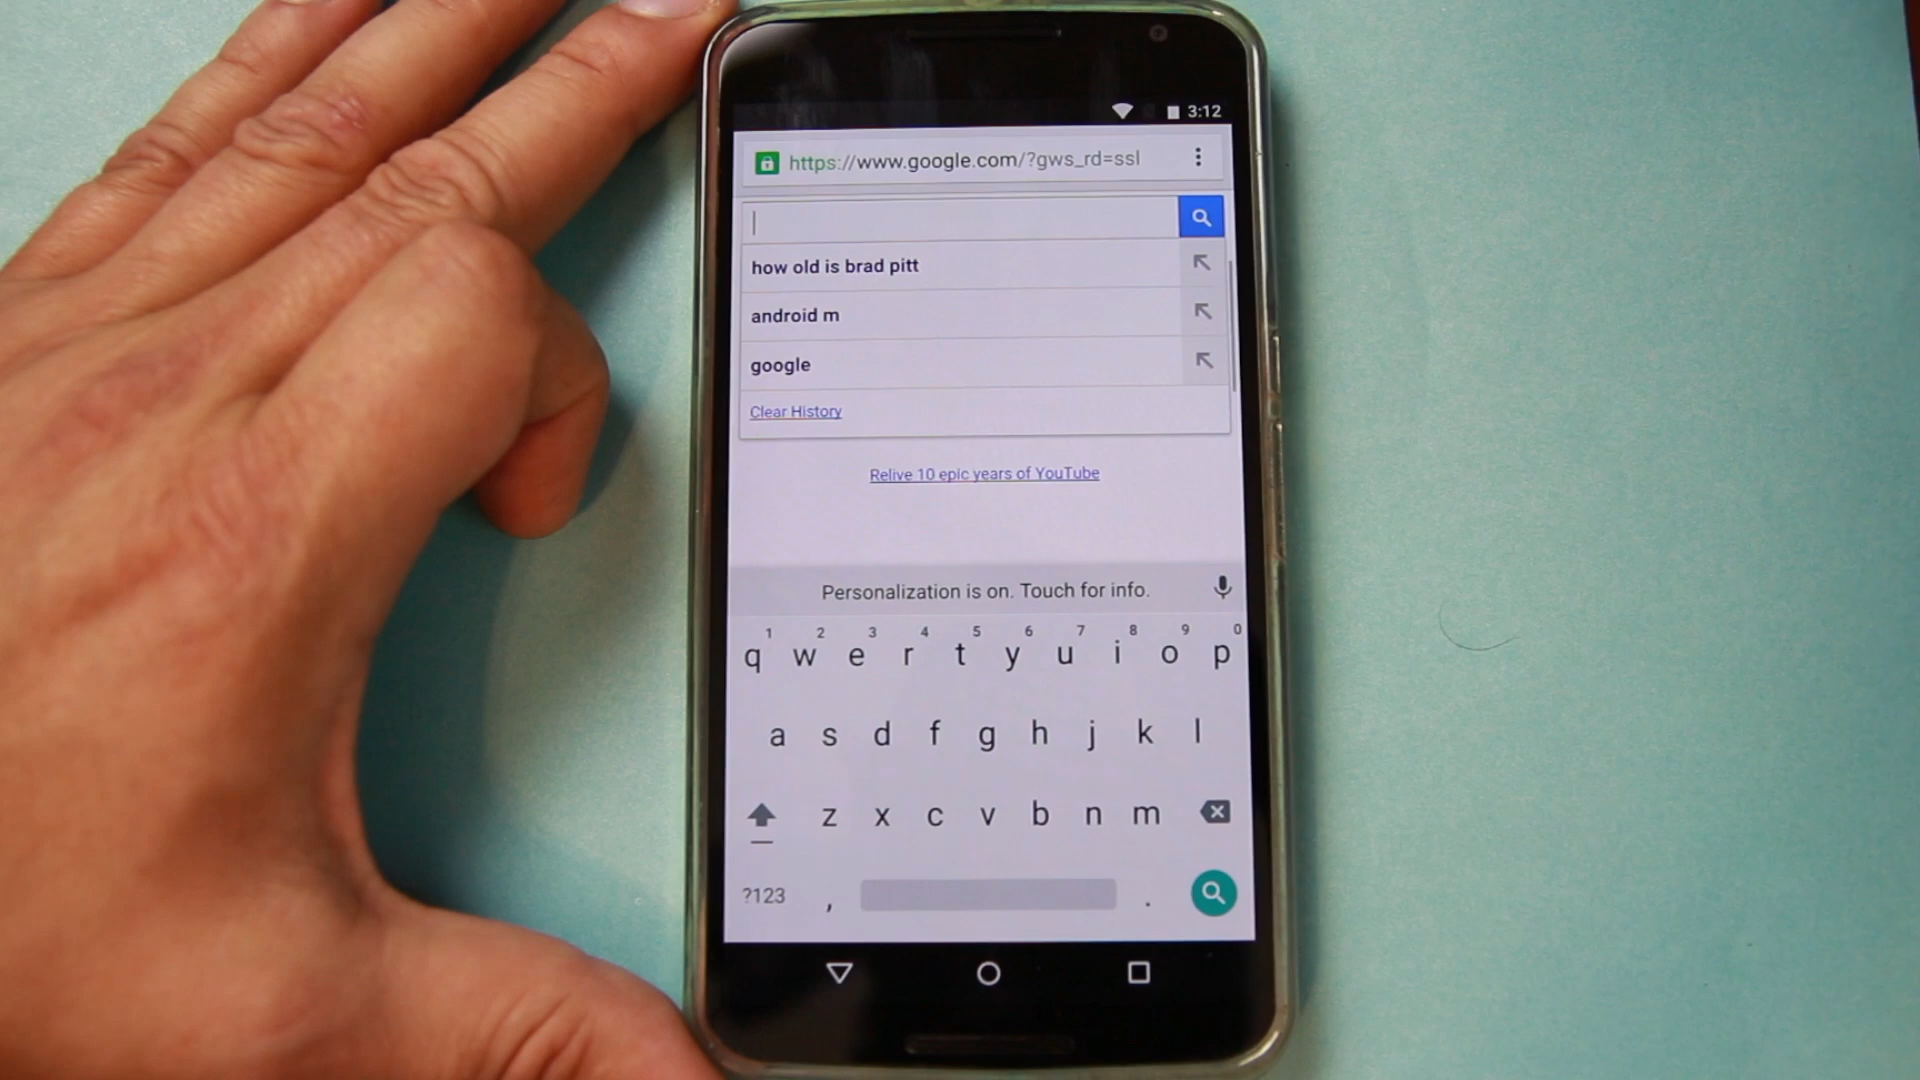 3:12
https://www.google.com/?gws_rd=ssl
how old is brad pitt
android m
google
Clear History
Relive 10 epic years of YouTube
Personalization is on. Touch for info.
1 2 3 4 5 6 7 8 9 0
q w e r t y u i o p
a s d f g h j k l
z x c v b n m
?123 , .